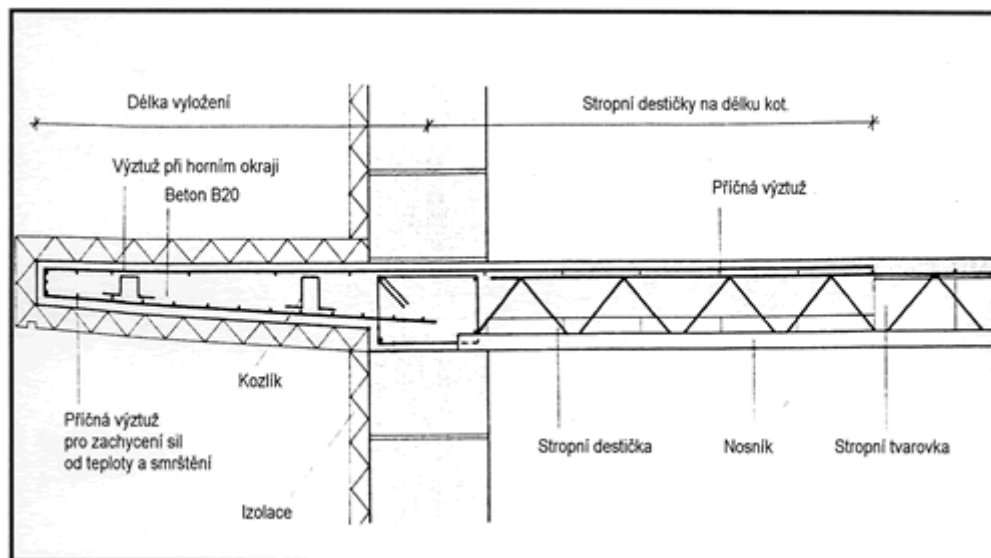 Délka vyložení
Stropní destičky na délku kot.
Výztuž při horním okraji
Beton B20
Příčná výztuž
Kozlík
Příčná výztuž
pro zachycení sil
od teploty a smrštění
Stropní destička
Nosník
Stropní tvarovka
Izolace